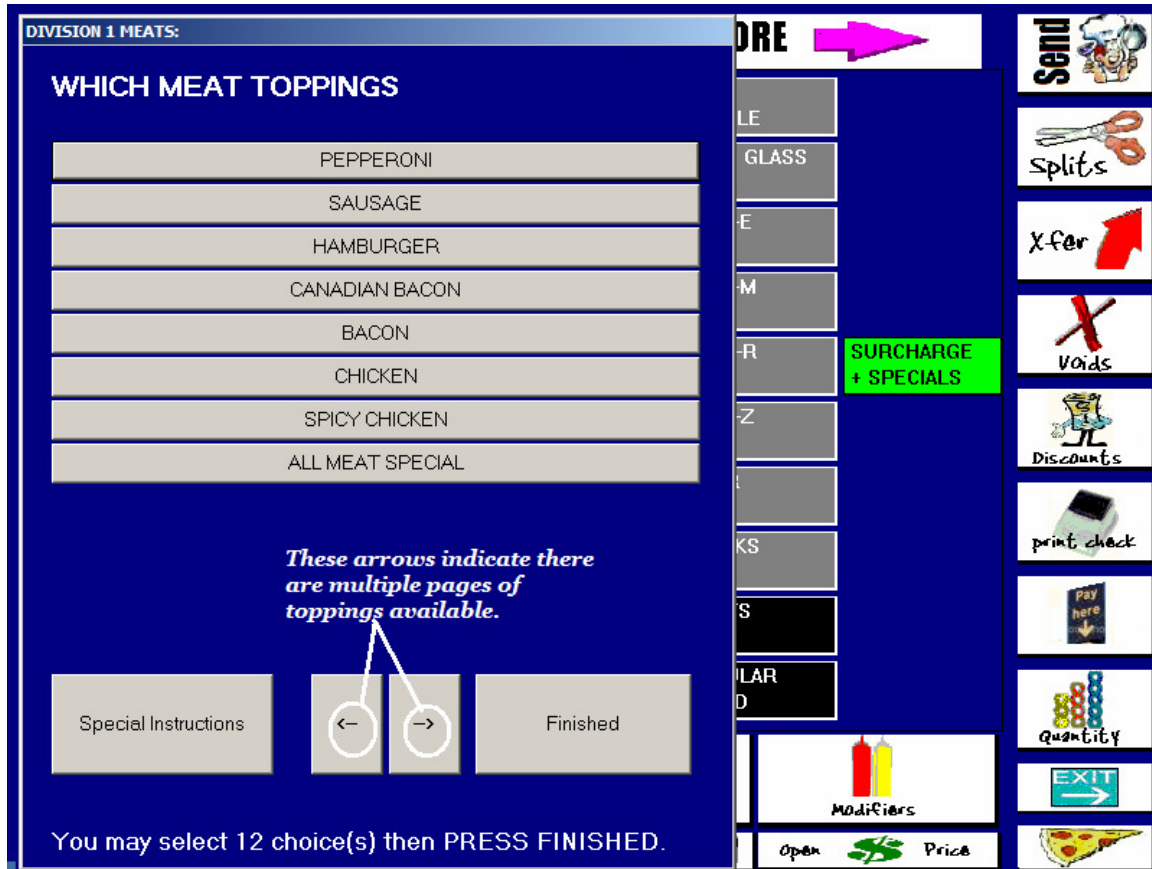 DIVISION 1 MEATS:
WHICH MEAT TOPPINGS
PEPPERONI
SAUSAGE
HAMBURGER
CANADIAN BACON
BACON
CHICKEN
SPICY CHICKEN
ALL MEAT SPECIAL
These arrows indicate there
are multiple pages of
toppings available.
Special Instructions
<-
->
Finished
You may select 12 choice(s) then PRESS FINISHED.
ORE
LE
GLASS
-E
-M
-R
-Z
KS
S
LAR
D
SURCHARGE
+ SPECIALS
Modifiers
Open Price
Send
Splits
X-fer
Voids
Discounts
print check
Pay
here
Quantity
EXIT